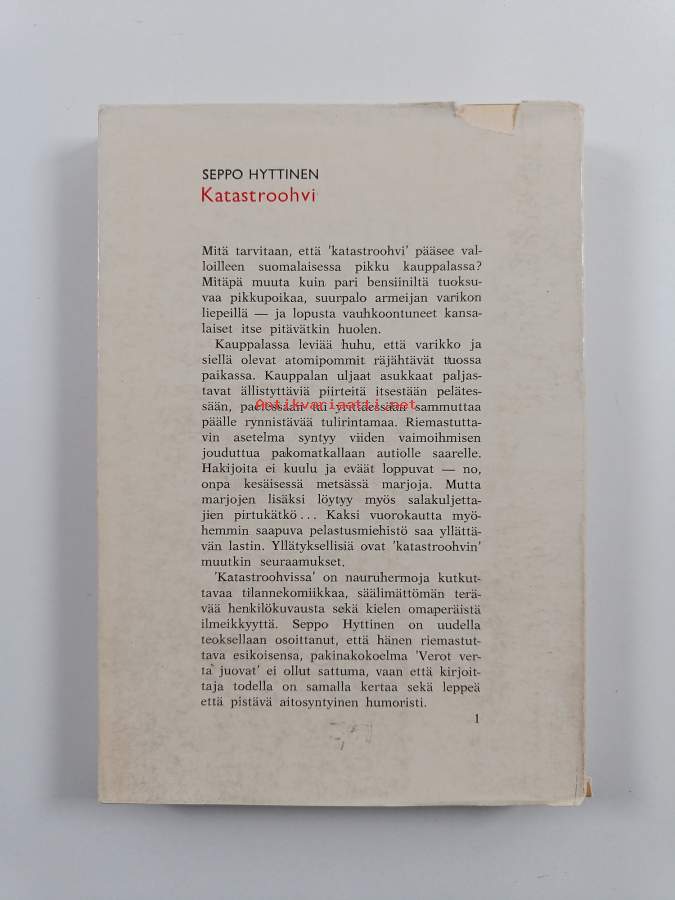 SEPPO HYTTINEN
Katastroohvi
Mitä tarvitaan, että 'katastroohvi' pääsee val-
loilleen suomalaisessa pikku kauppalassa?
Mitäpä muuta kuin pari bensiiniltä tuoksu-
vaa pikkupoikaa, suurpalo armeijan varikon
liepeillä — ja lopusta vauhkoontuneet kansa-
laiset itse pitävätkin huolen.
Kauppalassa leviää huhu, että varikko ja
siellä olevat atomipommit räjähtävät tuossa
paikassa. Kauppalan uljaat asukkaat paljas-
tavat ällistyttäviä piirteitä itsestään pelätes-
sään, paetessaan tai yrittäessään sammuttaa
Antikvariaatti.net
päälle rynnistävää tulirintamaa. Riemastutta-
vin asetelma syntyy viiden vaimoihmisen
jouduttua pakomatkallaan autiolle saarelle.
Hakijoita ei kuulu ja eväät loppuvat — no,
onpa kesäisessä metsässä marjoja. Mutta
marjojen lisäksi löytyy myös salakuljetta-
jien pirtukätkö... Kaksi vuorokautta myö-
hemmin saapuva pelastusmiehistö saa yllättä-
vän lastin. Yllätyksellisiä ovat 'katastroohvin'
muutkin seuraamukset.
'Katastroohvissa' on nauruhermoja kutkut-
tavaa tilannekomiikkaa, säälimättömän terä-
vää henkilökuvausta sekä kielen omaperäistä
ilmeikkyyttä. Seppo Hyttinen on uudella
teoksellaan osoittanut, että hänen riemastut-
tava esikoisensa, pakinakokoelma 'Verot ver-
ta juovat' ei ollut sattuma, vaan että kirjoit-
taja todella on samalla kertaa sekä leppeä
että pistävä aitosyntyinen humoristi.
1